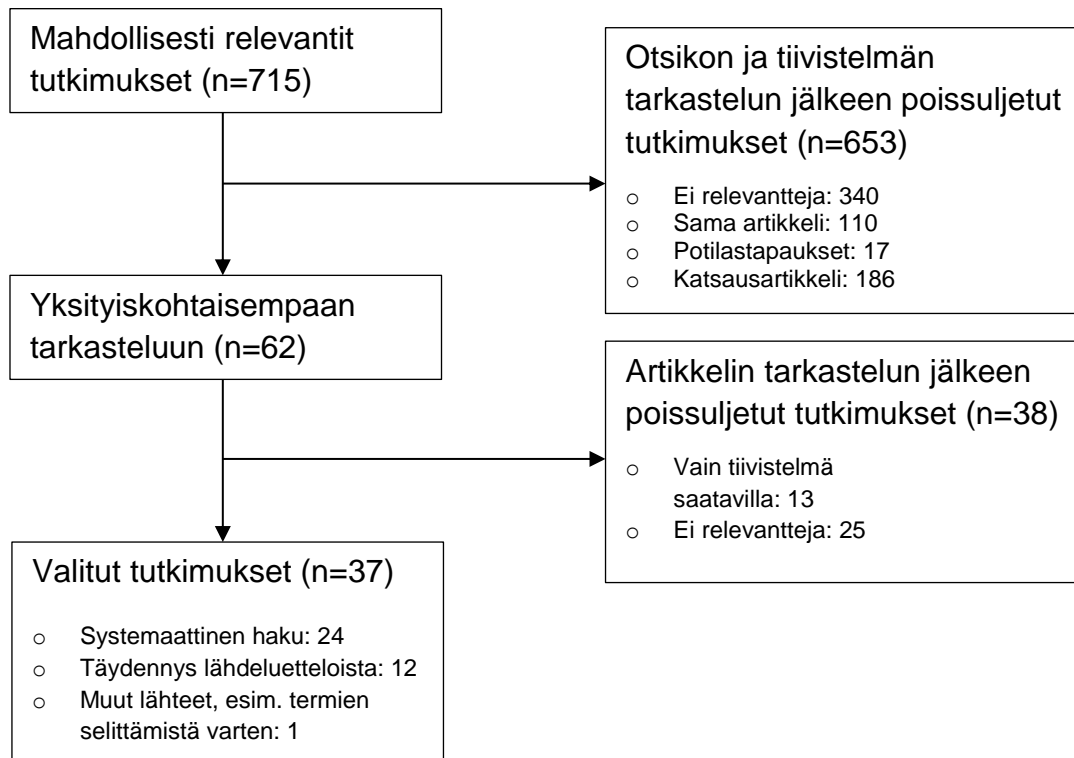 Mahdollisesti relevantit
tutkimukset (n=715)
Otsikon ja tiivistelmän
tarkastelun jälkeen poissuljetut
tutkimukset (n=653)
o Ei relevantteja: 340
o Sama artikkeli: 110
o Potilastapaukset: 17
o Katsausartikkeli: 186
Yksityiskohtaisempaan
tarkasteluun (n=62)
Artikkelin tarkastelun jälkeen
poissuljetut tutkimukset (n=38)
o Vain tiivistelmä
saatavilla: 13
o Ei relevantteja: 25
Valitut tutkimukset (n=37)
o Systemaattinen haku: 24
o Täydennys lähdeluetteloista: 12
o Muut lähteet, esim. termien
selittämistä varten: 1